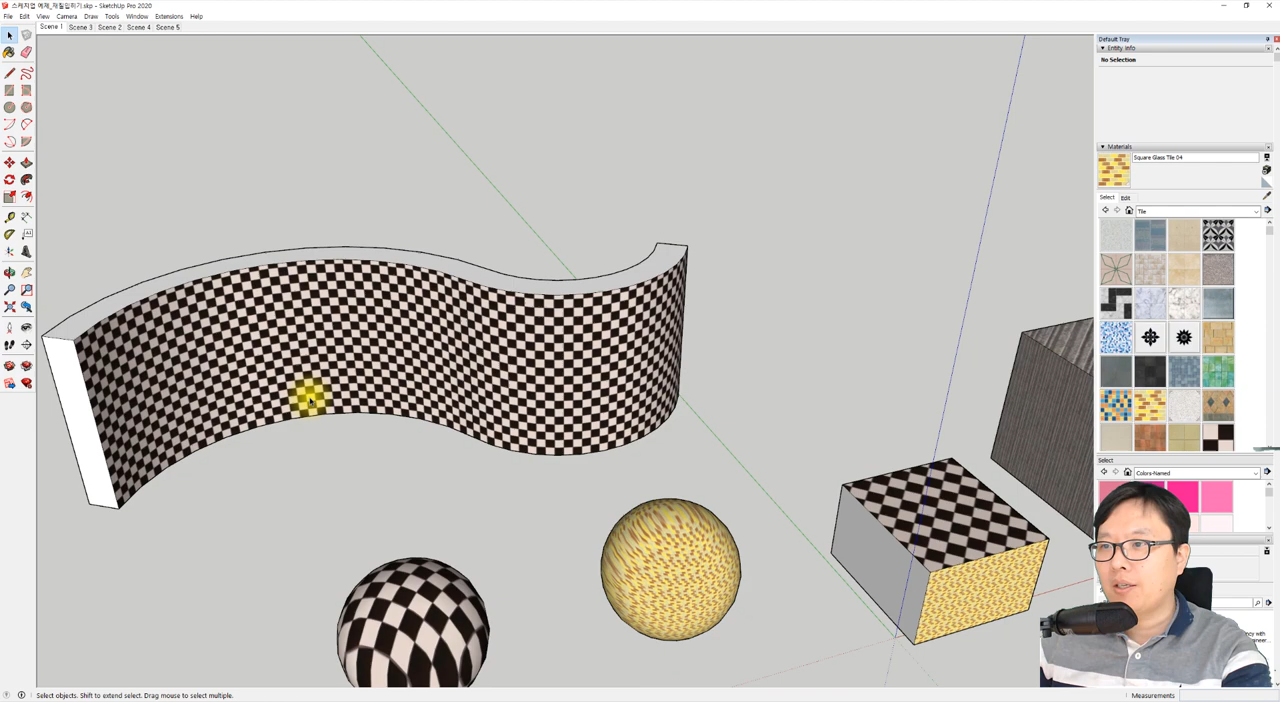 스케치업 예제_재질입히기.skp - SketchUp Pro 2020
File Edit View Camera Draw Tools Window Extensions Help
Scene 1 Scene 3 Scene 2 Scene 4 Scene 5
Default Tray
Entity Info
No Selection
Materials
Square Glass Tile 04
Select Edit
Tile
Select
Colors-Named
Select objects. Shift to extend select. Drag mouse to select multiple.
Measurements